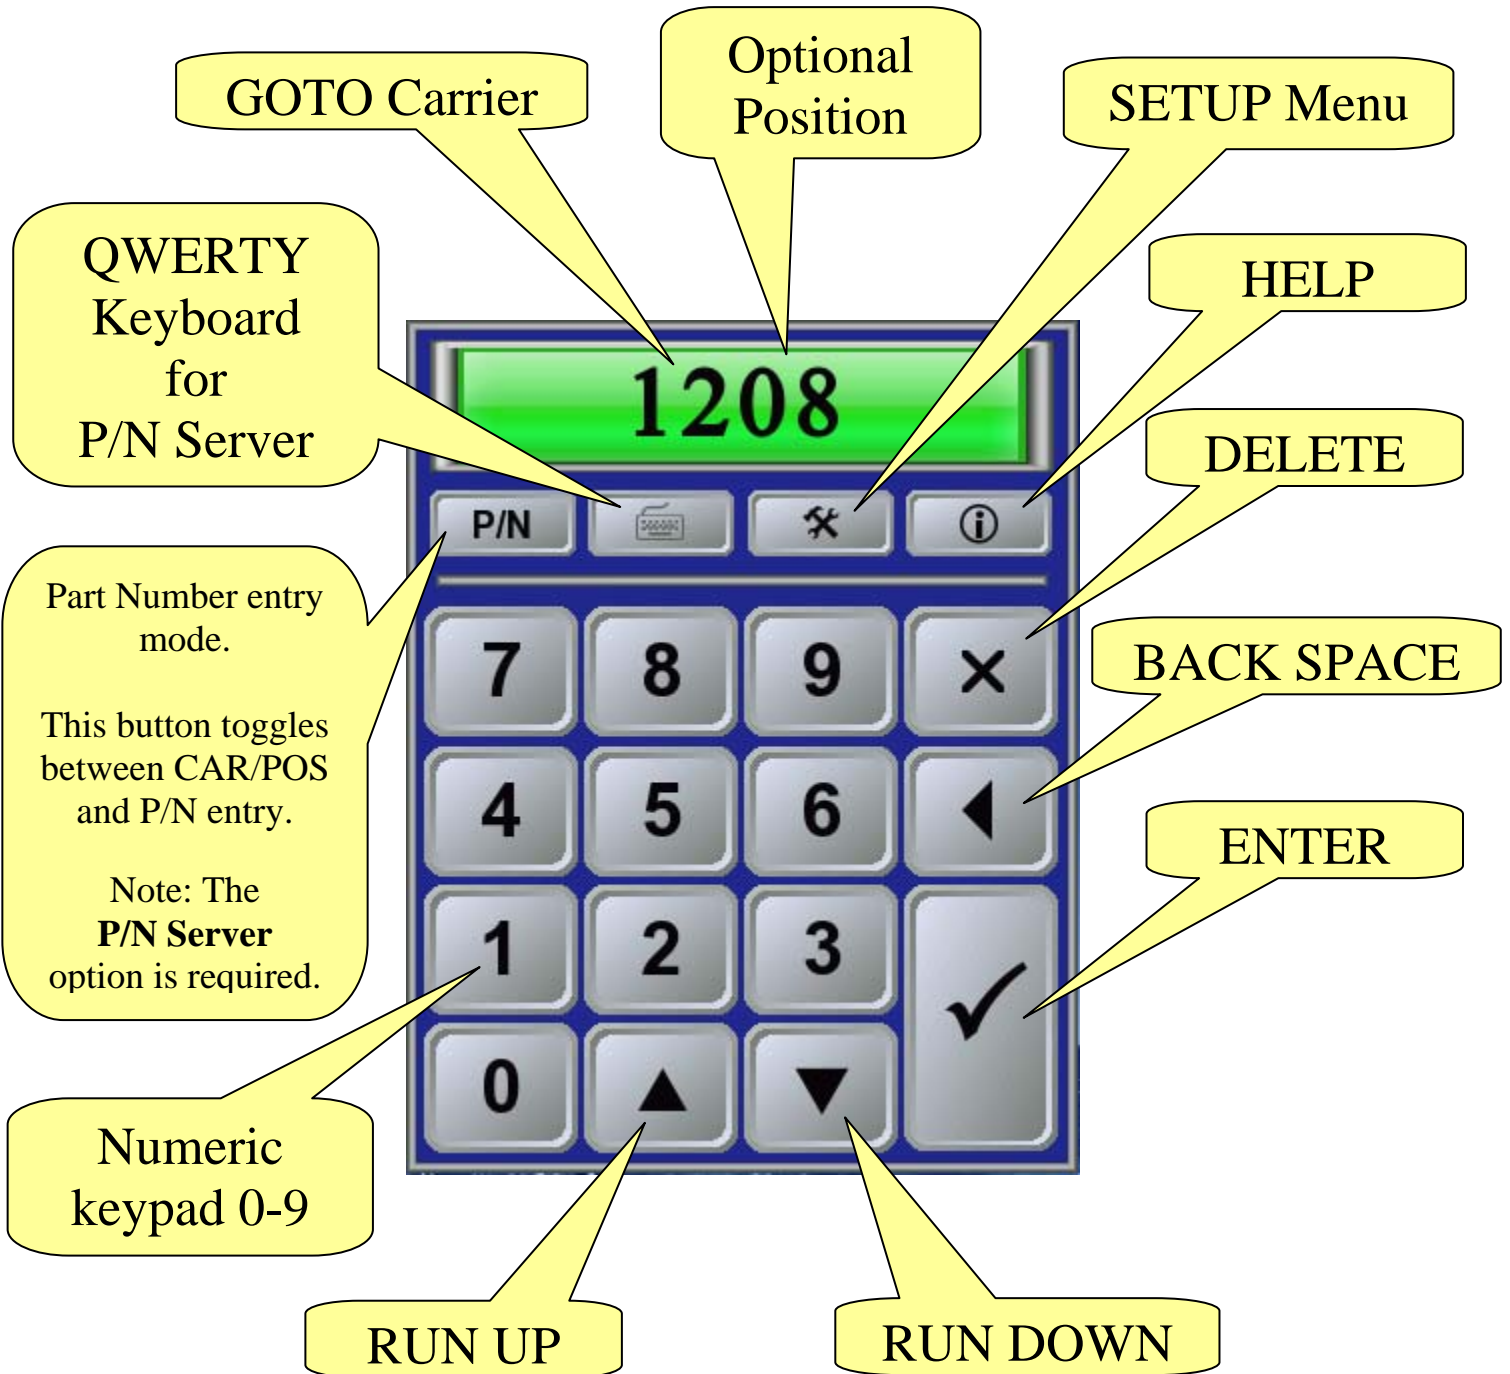 GOTO Carrier
Optional
Position
SETUP Menu
QWERTY
Keyboard
for
P/N Server
HELP
1208
DELETE
P/N
Part Number entry
mode.
This button toggles
between CAR/POS
and P/N entry.
Note: The
P/N Server
option is required.
7 8 9
BACK SPACE
4 5 6
ENTER
1 2 3
0
Numeric
keypad 0-9
RUN UP
RUN DOWN